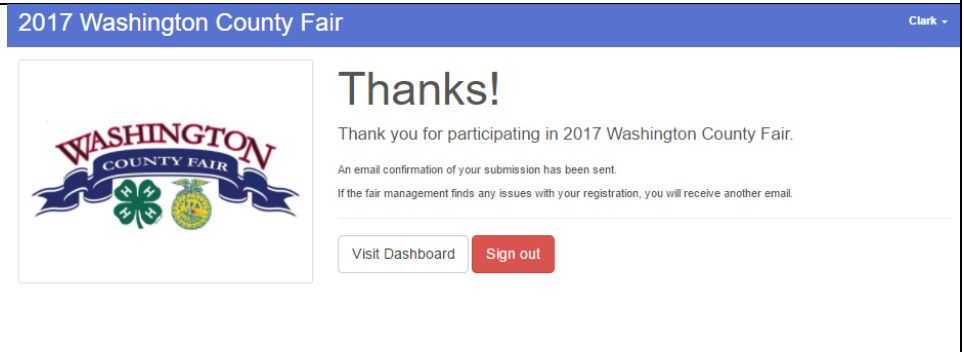 2017 Washington County Fair
Clark
WASHINGTON
COUNTY FAIR
H H
H H
Thanks!
Thank you for participating in 2017 Washington County Fair.
An email confirmation of your submission has been sent.
If the fair management finds any issues with your registration, you will receive another email.
Visit Dashboard
Sign out